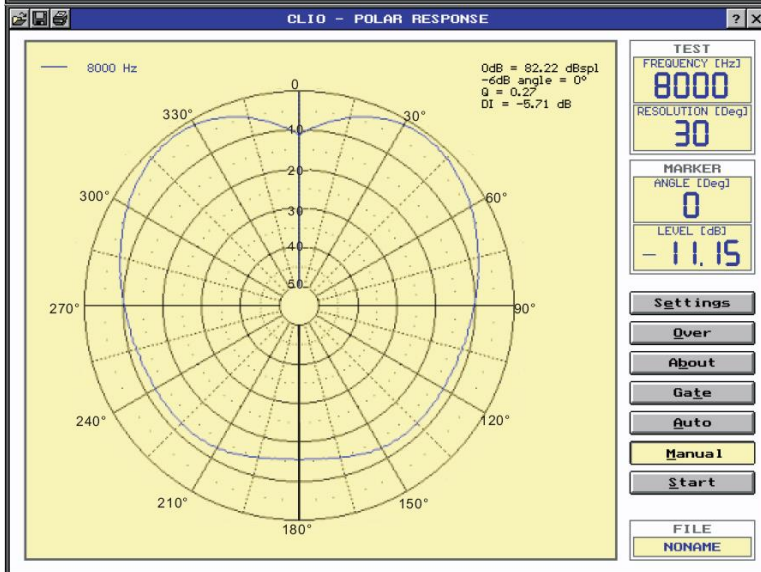 CLIO - POLAR RESPONSE
? X
8000 Hz
0dB = 82.22 dBspl
-6dB angle = 0°
Q = 0.27
DI = -5.71 dB
0
330°
30°
10
300°
20
60°
30
40
50
270°
90°
240°
120°
210°
150°
180°
TEST
FREQUENCY [Hz]
8000
RESOLUTION [Deg]
30
MARKER
ANGLE [Deg]
0
LEVEL [dB]
-11.15
Settings
Over
About
Gate
Auto
Manual
Start
FILE
NONAME